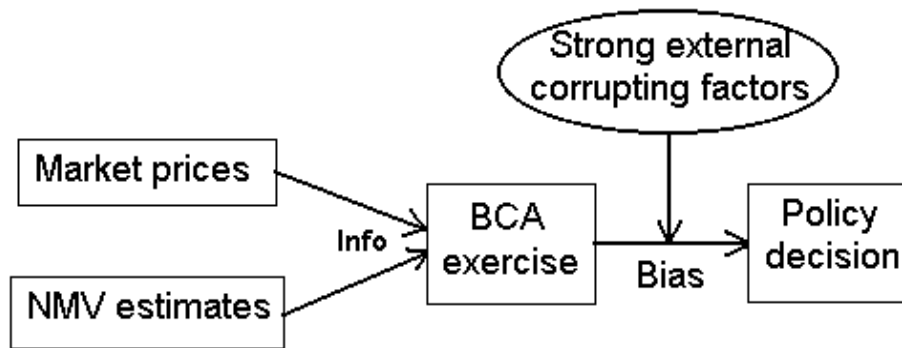 Strong external
corrupting factors
Market prices
Info
NMV estimates
BCA
exercise
Bias
Policy
decision